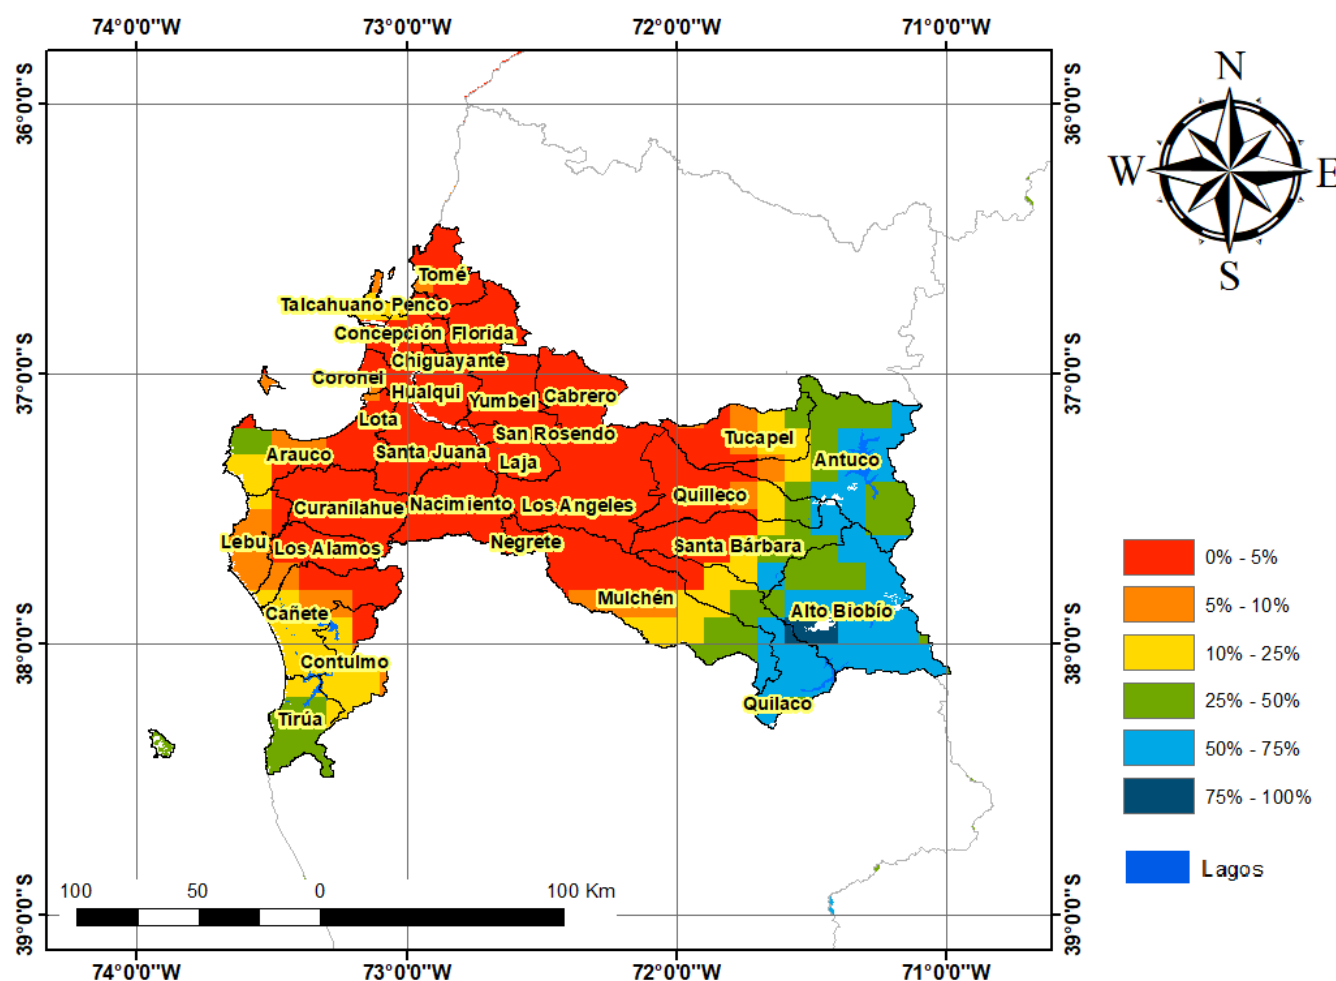 74°0'0"W 73°0'0"W 72°0'0"W 71°0'0"W
36°0'0"S 36°0'0"S
37°0'0"S 37°0'0"S
38°0'0"S 38°0'0"S
39°0'0"S 39°0'0"S
N
W E
S
Tomé
Talcahuano Penco
Concepción Florida
Chiguayante
Coronel
Hualqui
Yumbel Cabrero
Lota
San Rosendo
Tucapel
Arauco Santa Juana
Laja
Antuco
Quilleco
Curanilahue Nacimiento Los Angeles
Lebu Los Alamos
Negrete
Santa Bárbara
Mulchén
Cañete
Alto Biobío
Contulmo
Quilaco
Tirúa
0% - 5%
5% - 10%
10% - 25%
25% - 50%
50% - 75%
75% - 100%
Lagos
100 50 0 100 Km
74°0'0"W 73°0'0"W 72°0'0"W 71°0'0"W